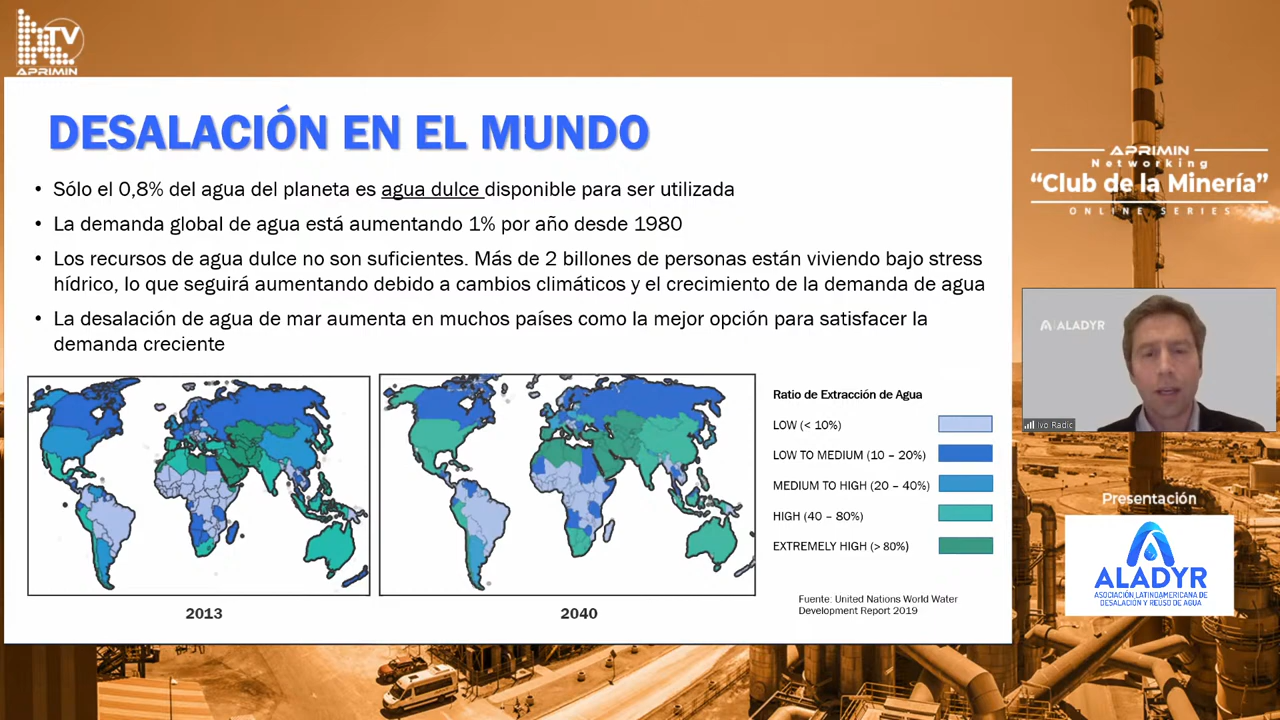 TV
APRIMIN
DESALACIÓN EN EL MUNDO
• Sólo el 0,8% del agua del planeta es agua dulce disponible para ser utilizada
• La demanda global de agua está aumentando 1% por año desde 1980
• Los recursos de agua dulce no son suficientes. Más de 2 billones de personas están viviendo bajo stress
hídrico, lo que seguirá aumentando debido a cambios climáticos y el crecimiento de la demanda de agua
• La desalación de agua de mar aumenta en muchos países como la mejor opción para satisfacer la
demanda creciente
2013
2040
Ratio de Extracción de Agua
LOW (< 10%)
LOW TO MEDIUM (10 – 20%)
MEDIUM TO HIGH (20 – 40%)
HIGH (40 – 80%)
EXTREMELY HIGH (> 80%)
Fuente: United Nations World Water
Development Report 2019
APRIMIN
Networking
“Club de la Minería”
ONLINE SERIES
ALADYR
Ivo Radic
Presentación
ALADYR
ASOCIACIÓN LATINOAMERICANA DE
DESALACIÓN Y REÚSO DE AGUA